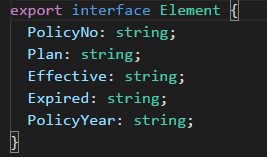 export interface Element {
PolicyNo: string;
Plan: string;
Effective: string;
Expired: string;
PolicyYear: string;
}